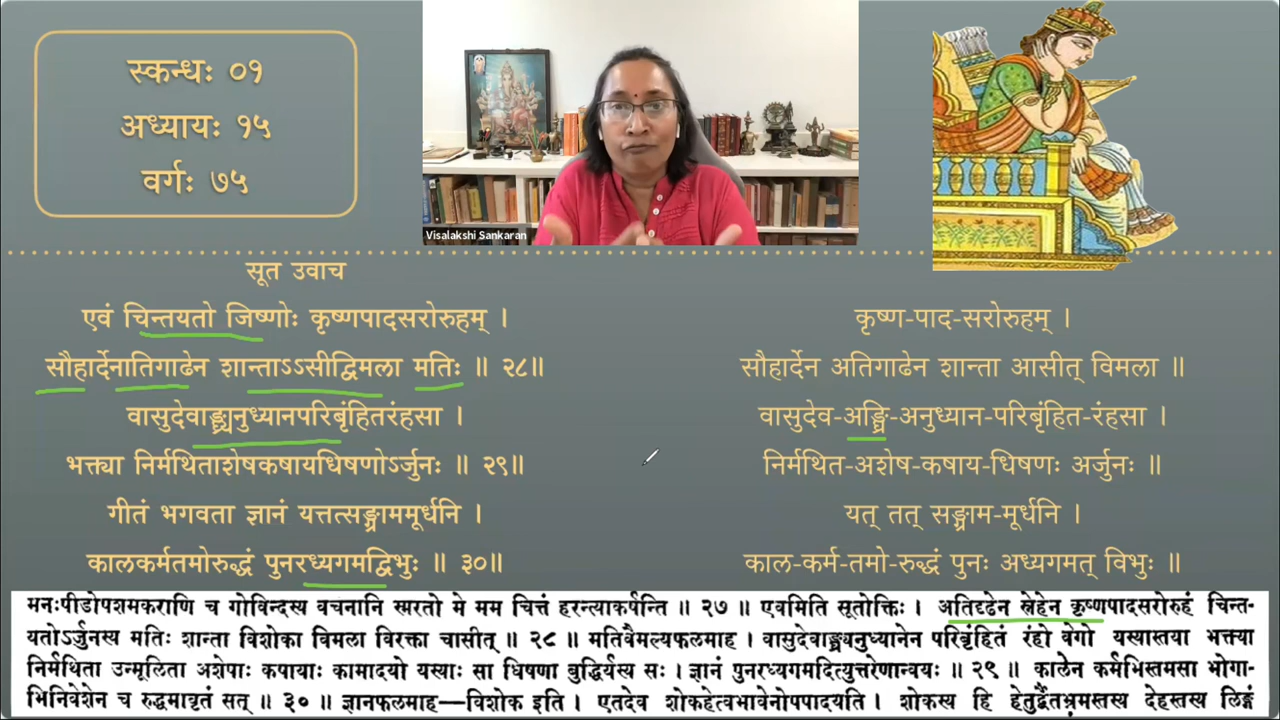 स्कन्धः ०१
अध्यायः १५
वर्गः ७५
Visalakshi Sankaran
सूत उवाच
एवं चिन्तयतो जिष्णोः कृष्णपादसरोरुहम् ।
सौहार्देनातिगाढेन शान्ताऽऽसीद्विमला मतिः ॥ २८॥
वासुदेवाङ्घ्र्यनुध्यानपरिबृंहितरंहसा ।
भक्त्या निर्मथिताशेषकषायधिषणोऽर्जुनः ॥ २९॥
गीतं भगवता ज्ञानं यत्तत्सङ्ग्राममूर्धनि ।
कालकर्मतमोरुद्धं पुनरध्यगमद्विभुः ॥ ३०॥
कृष्ण-पाद-सरोरुहम् ।
सौहार्देन अतिगाढेन शान्ता आसीत् विमला ॥
वासुदेव-अङ्घ्रि-अनुध्यान-परिबृंहित-रंहसा ।
निर्मथित-अशेष-कषाय-धिषणः अर्जुनः ॥
यत् तत् सङ्ग्राम-मूर्धनि ।
काल-कर्म-तमो-रुद्धं पुनः अध्यगमत् विभुः ॥
मनःपीडोपशमकराणि च गोविन्दस्य वचनानि स्मरतो मे मम चित्तं हरन्त्याकर्षन्ति ॥ २७ ॥ एवमिति सूतोक्तिः । अतिदृढेन स्नेहेन कृष्णपादसरोरुहं चिन्त-
यतोऽर्जुनस्य मतिः शान्ता विशोका विमला विरक्ता चासीत् ॥ २८ ॥ मतिवैमल्यफलमाह । वासुदेवाङ्घ्र्यनुध्यानेन परिबृंहितं रंहो वेगो यस्यास्तया भक्त्या
निर्मथिता उन्मूलिता अशेषाः कषायाः कामादयो यस्याः सा धिषणा बुद्धिर्यस्य सः । ज्ञानं पुनरध्यगमदित्युत्तरेणान्वयः ॥ २९ ॥ कालेन कर्मभिस्तमसा भोगा-
भिनिवेशेन च रुद्धमावृतं सत् ॥ ३० ॥ ज्ञानफलमाह—विशोक इति । एतदेव शोकहेत्वभावेनोपपादयति । शोकस्य हि हेतुर्द्वैतभ्रमस्तस्य देहस्तस्य लिङ्गं